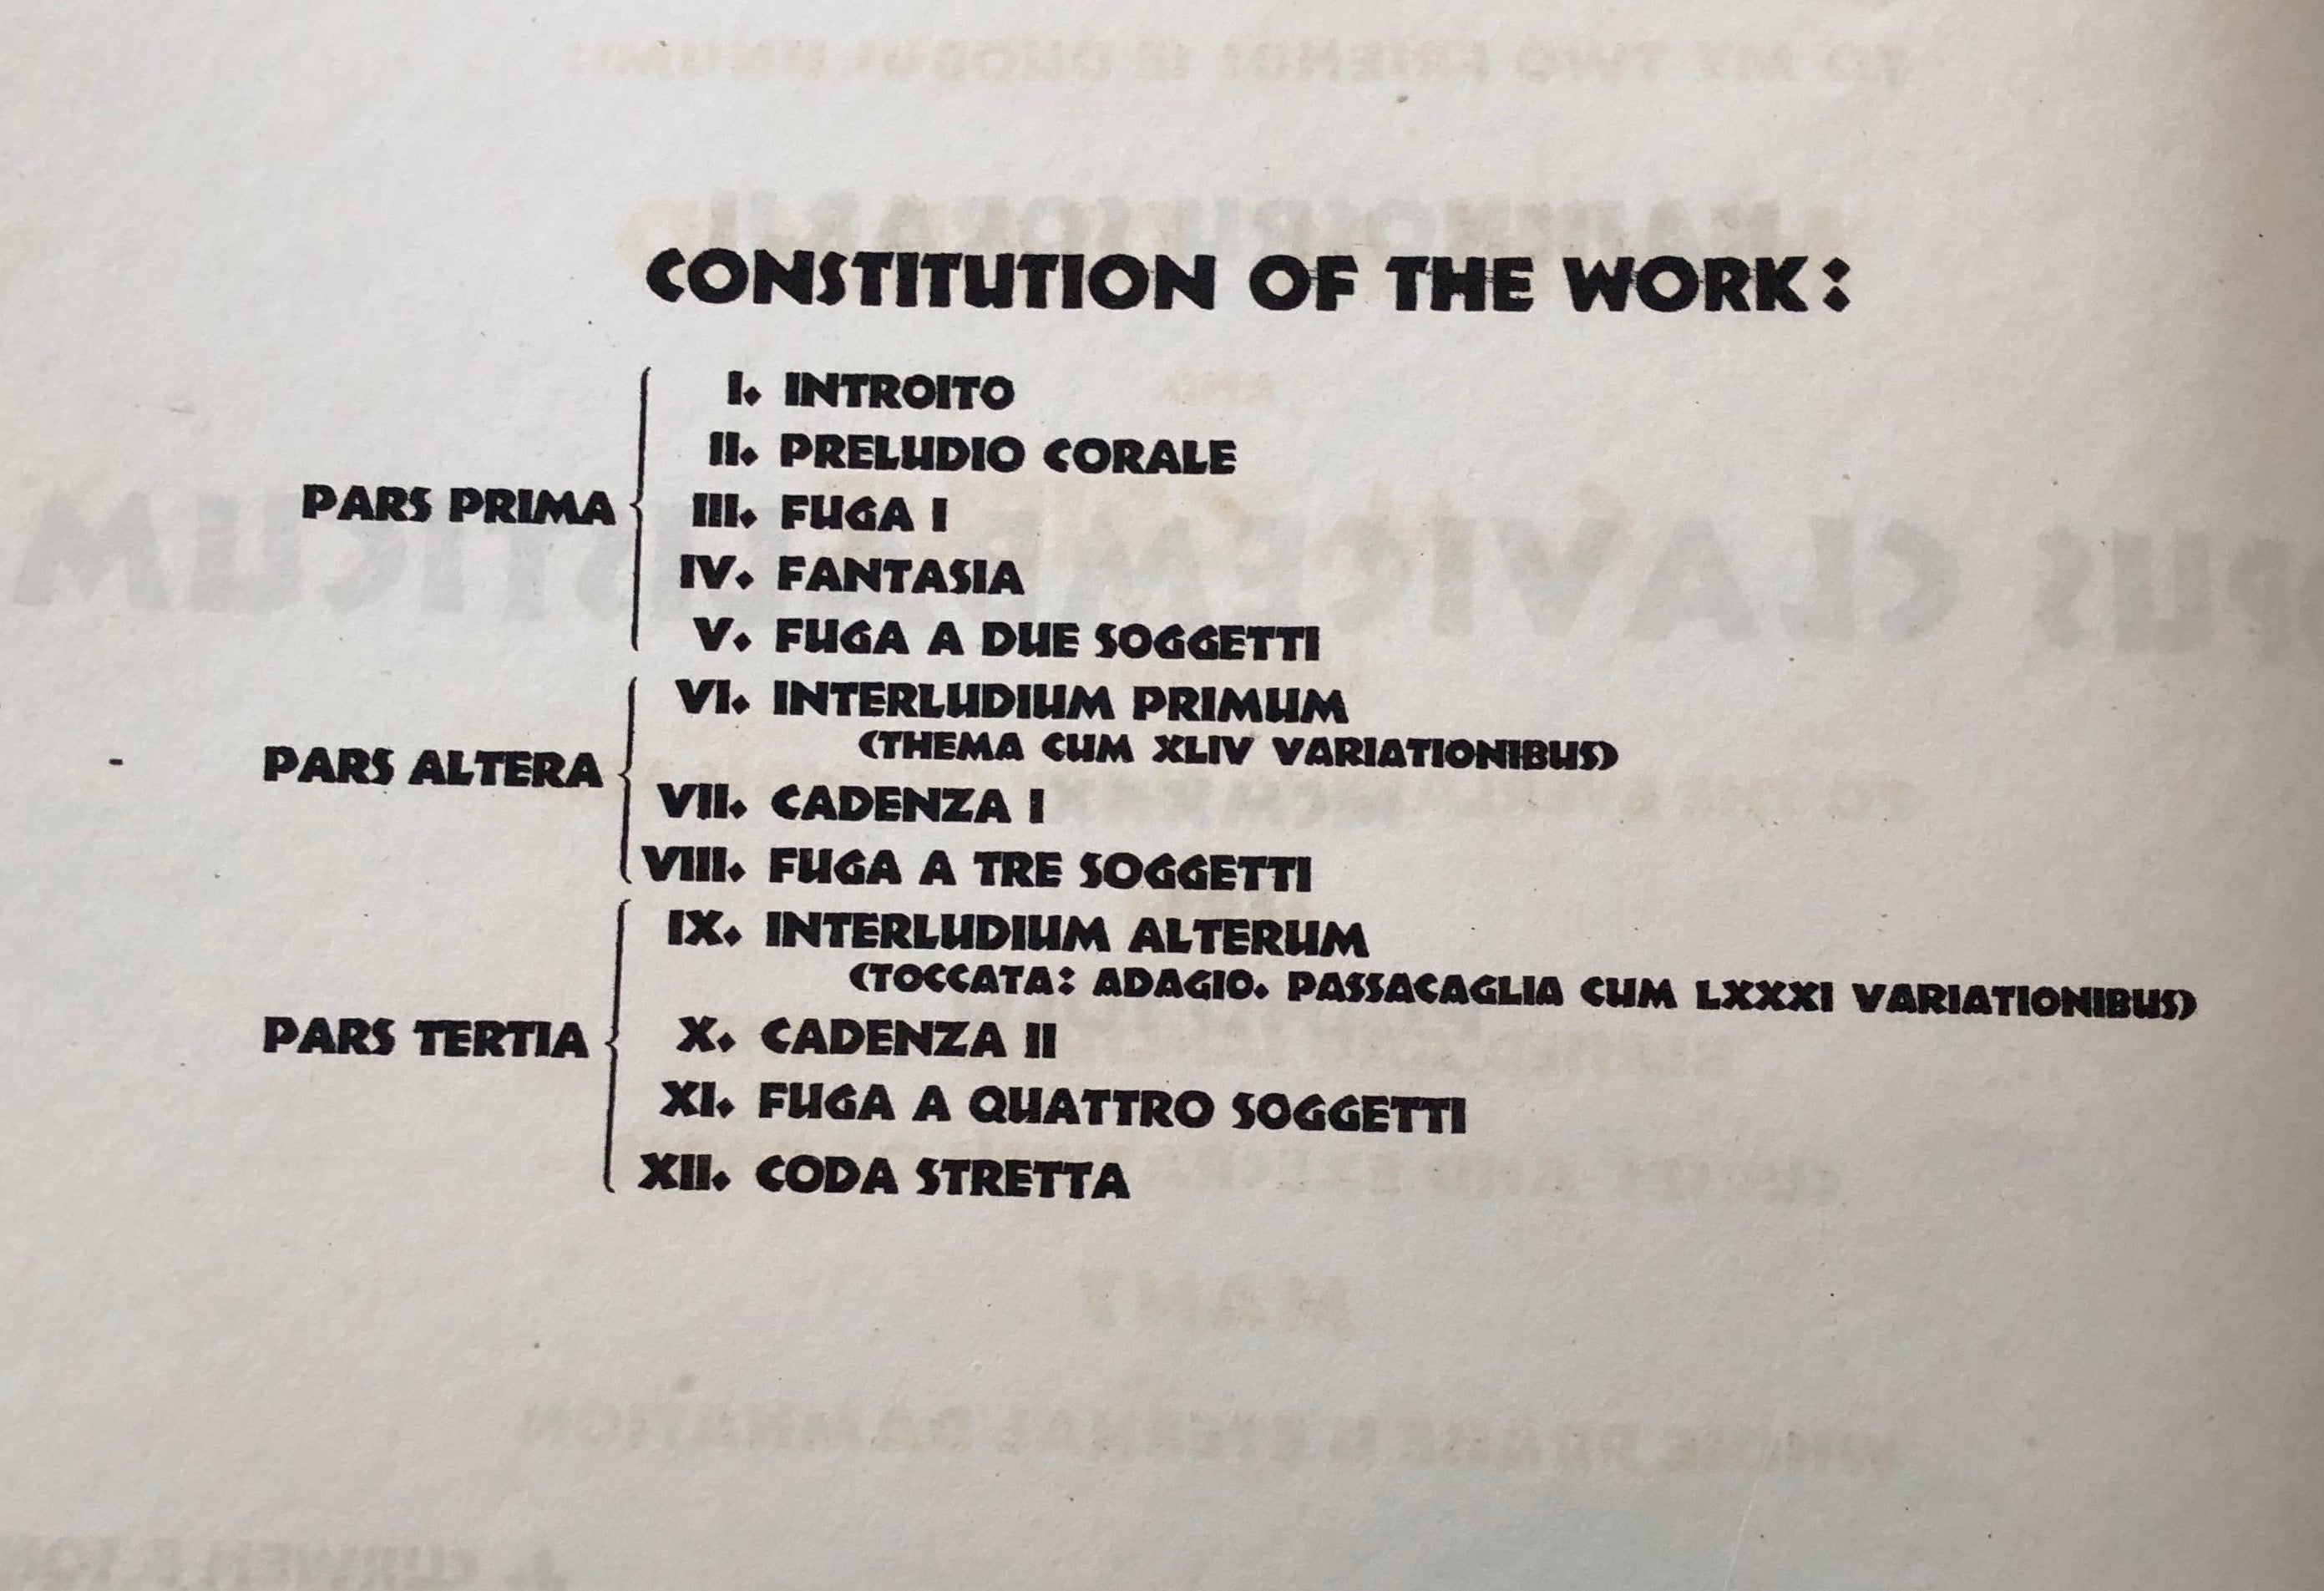 CONSTITUTION OF THE WORK:
PARS PRIMA
I. INTROITO
II. PRELUDIO CORALE
III. FUGA I
IV. FANTASIA
V. FUGA A DUE SOGGETTI
PARS ALTERA
VI. INTERLUDIUM PRIMUM
(THEMA CUM XLIV VARIATIONIBUS)
VII. CADENZA I
VIII. FUGA A TRE SOGGETTI
PARS TERTIA
IX. INTERLUDIUM ALTERUM
(TOCCATA: ADAGIO. PASSACAGLIA CUM LXXXI VARIATIONIBUS)
X. CADENZA II
XI. FUGA A QUATTRO SOGGETTI
XII. CODA STRETTA